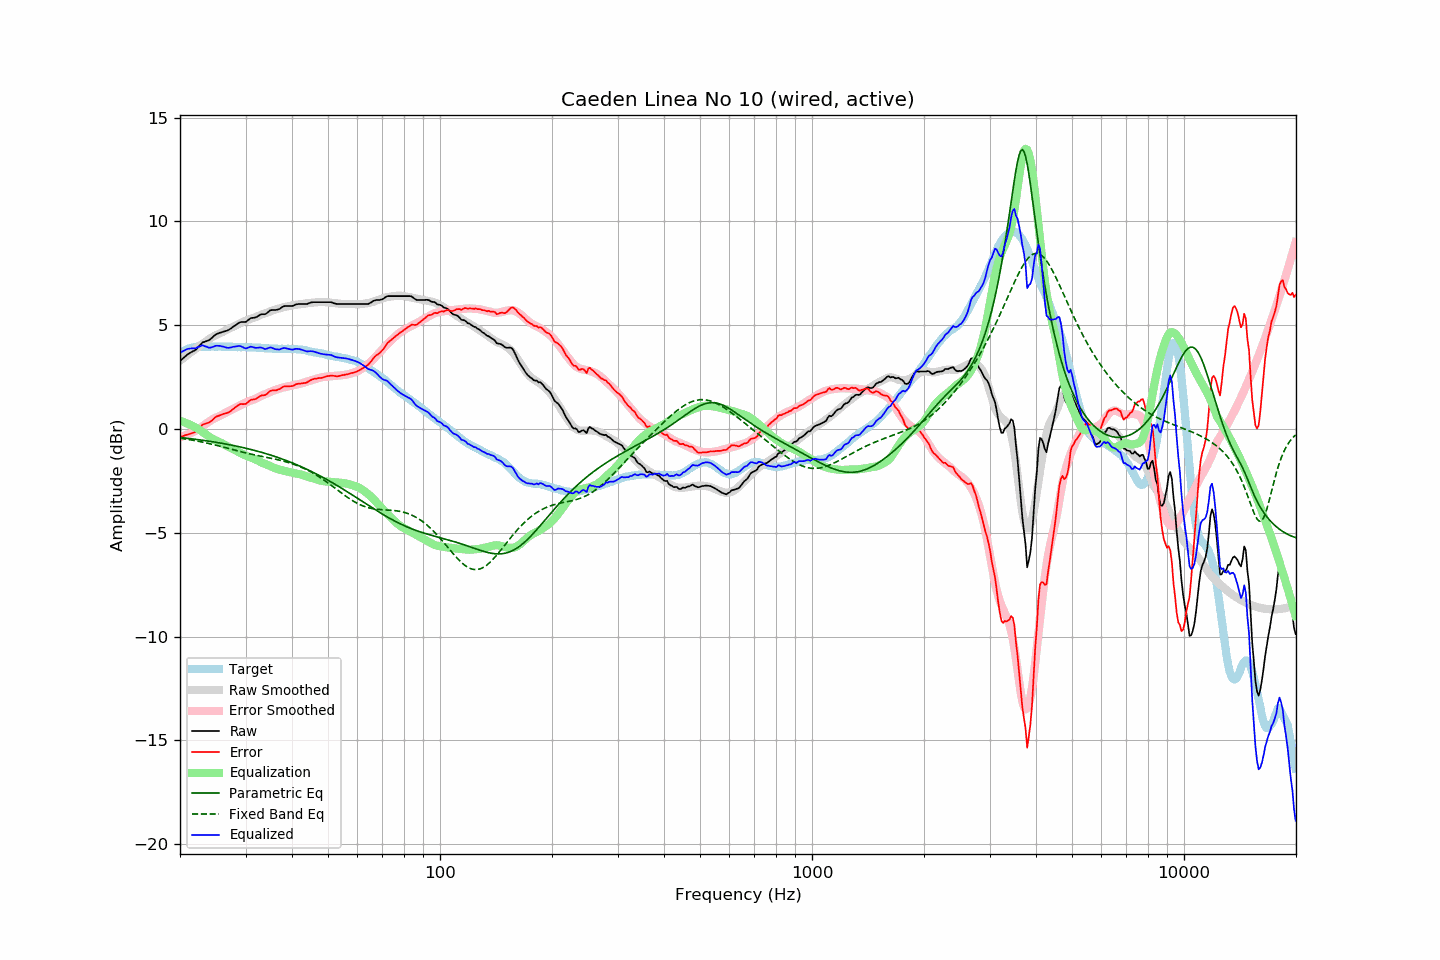 Caeden Linea No 10 (wired, active)
15
10
5
0
−5
−10
−15
−20
Amplitude (dBr)
Target
Raw Smoothed
Error Smoothed
Raw
Error
Equalization
Parametric Eq
Fixed Band Eq
Equalized
100
1000
10000
Frequency (Hz)